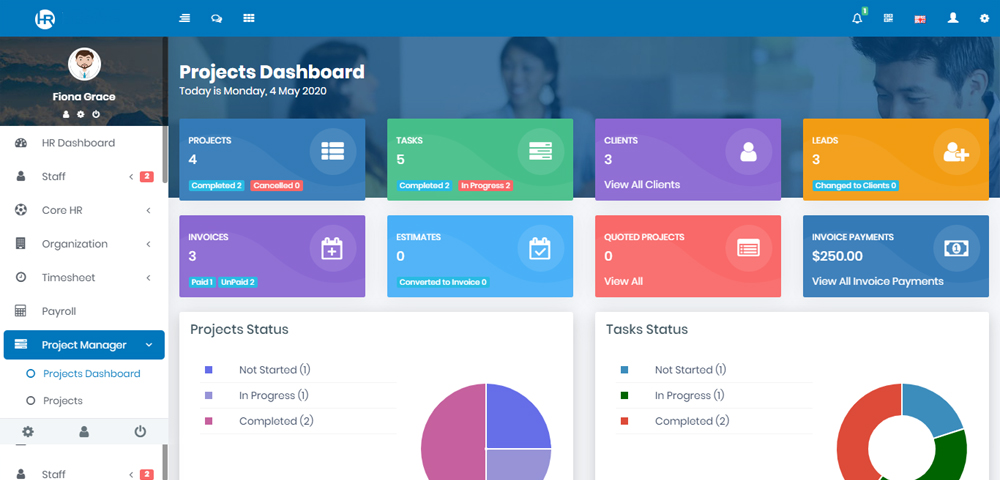 HR
1
Fiona Grace
HR Dashboard
Staff
2
Core HR
Organization
Timesheet
Payroll
Project Manager
Projects Dashboard
Projects
Staff
2
Projects Dashboard
Today is Monday, 4 May 2020
PROJECTS
4
Completed 2 Cancelled 0
TASKS
5
Completed 2 In Progress 2
CLIENTS
3
View All Clients
LEADS
3
Changed to Clients 0
INVOICES
3
Paid 1 UnPaid 2
ESTIMATES
0
Converted to Invoice 0
QUOTED PROJECTS
0
View All
INVOICE PAYMENTS
$250.00
View All Invoice Payments
Projects Status
Not Started (1)
In Progress (1)
Completed (2)
Tasks Status
Not Started (1)
In Progress (1)
Completed (2)